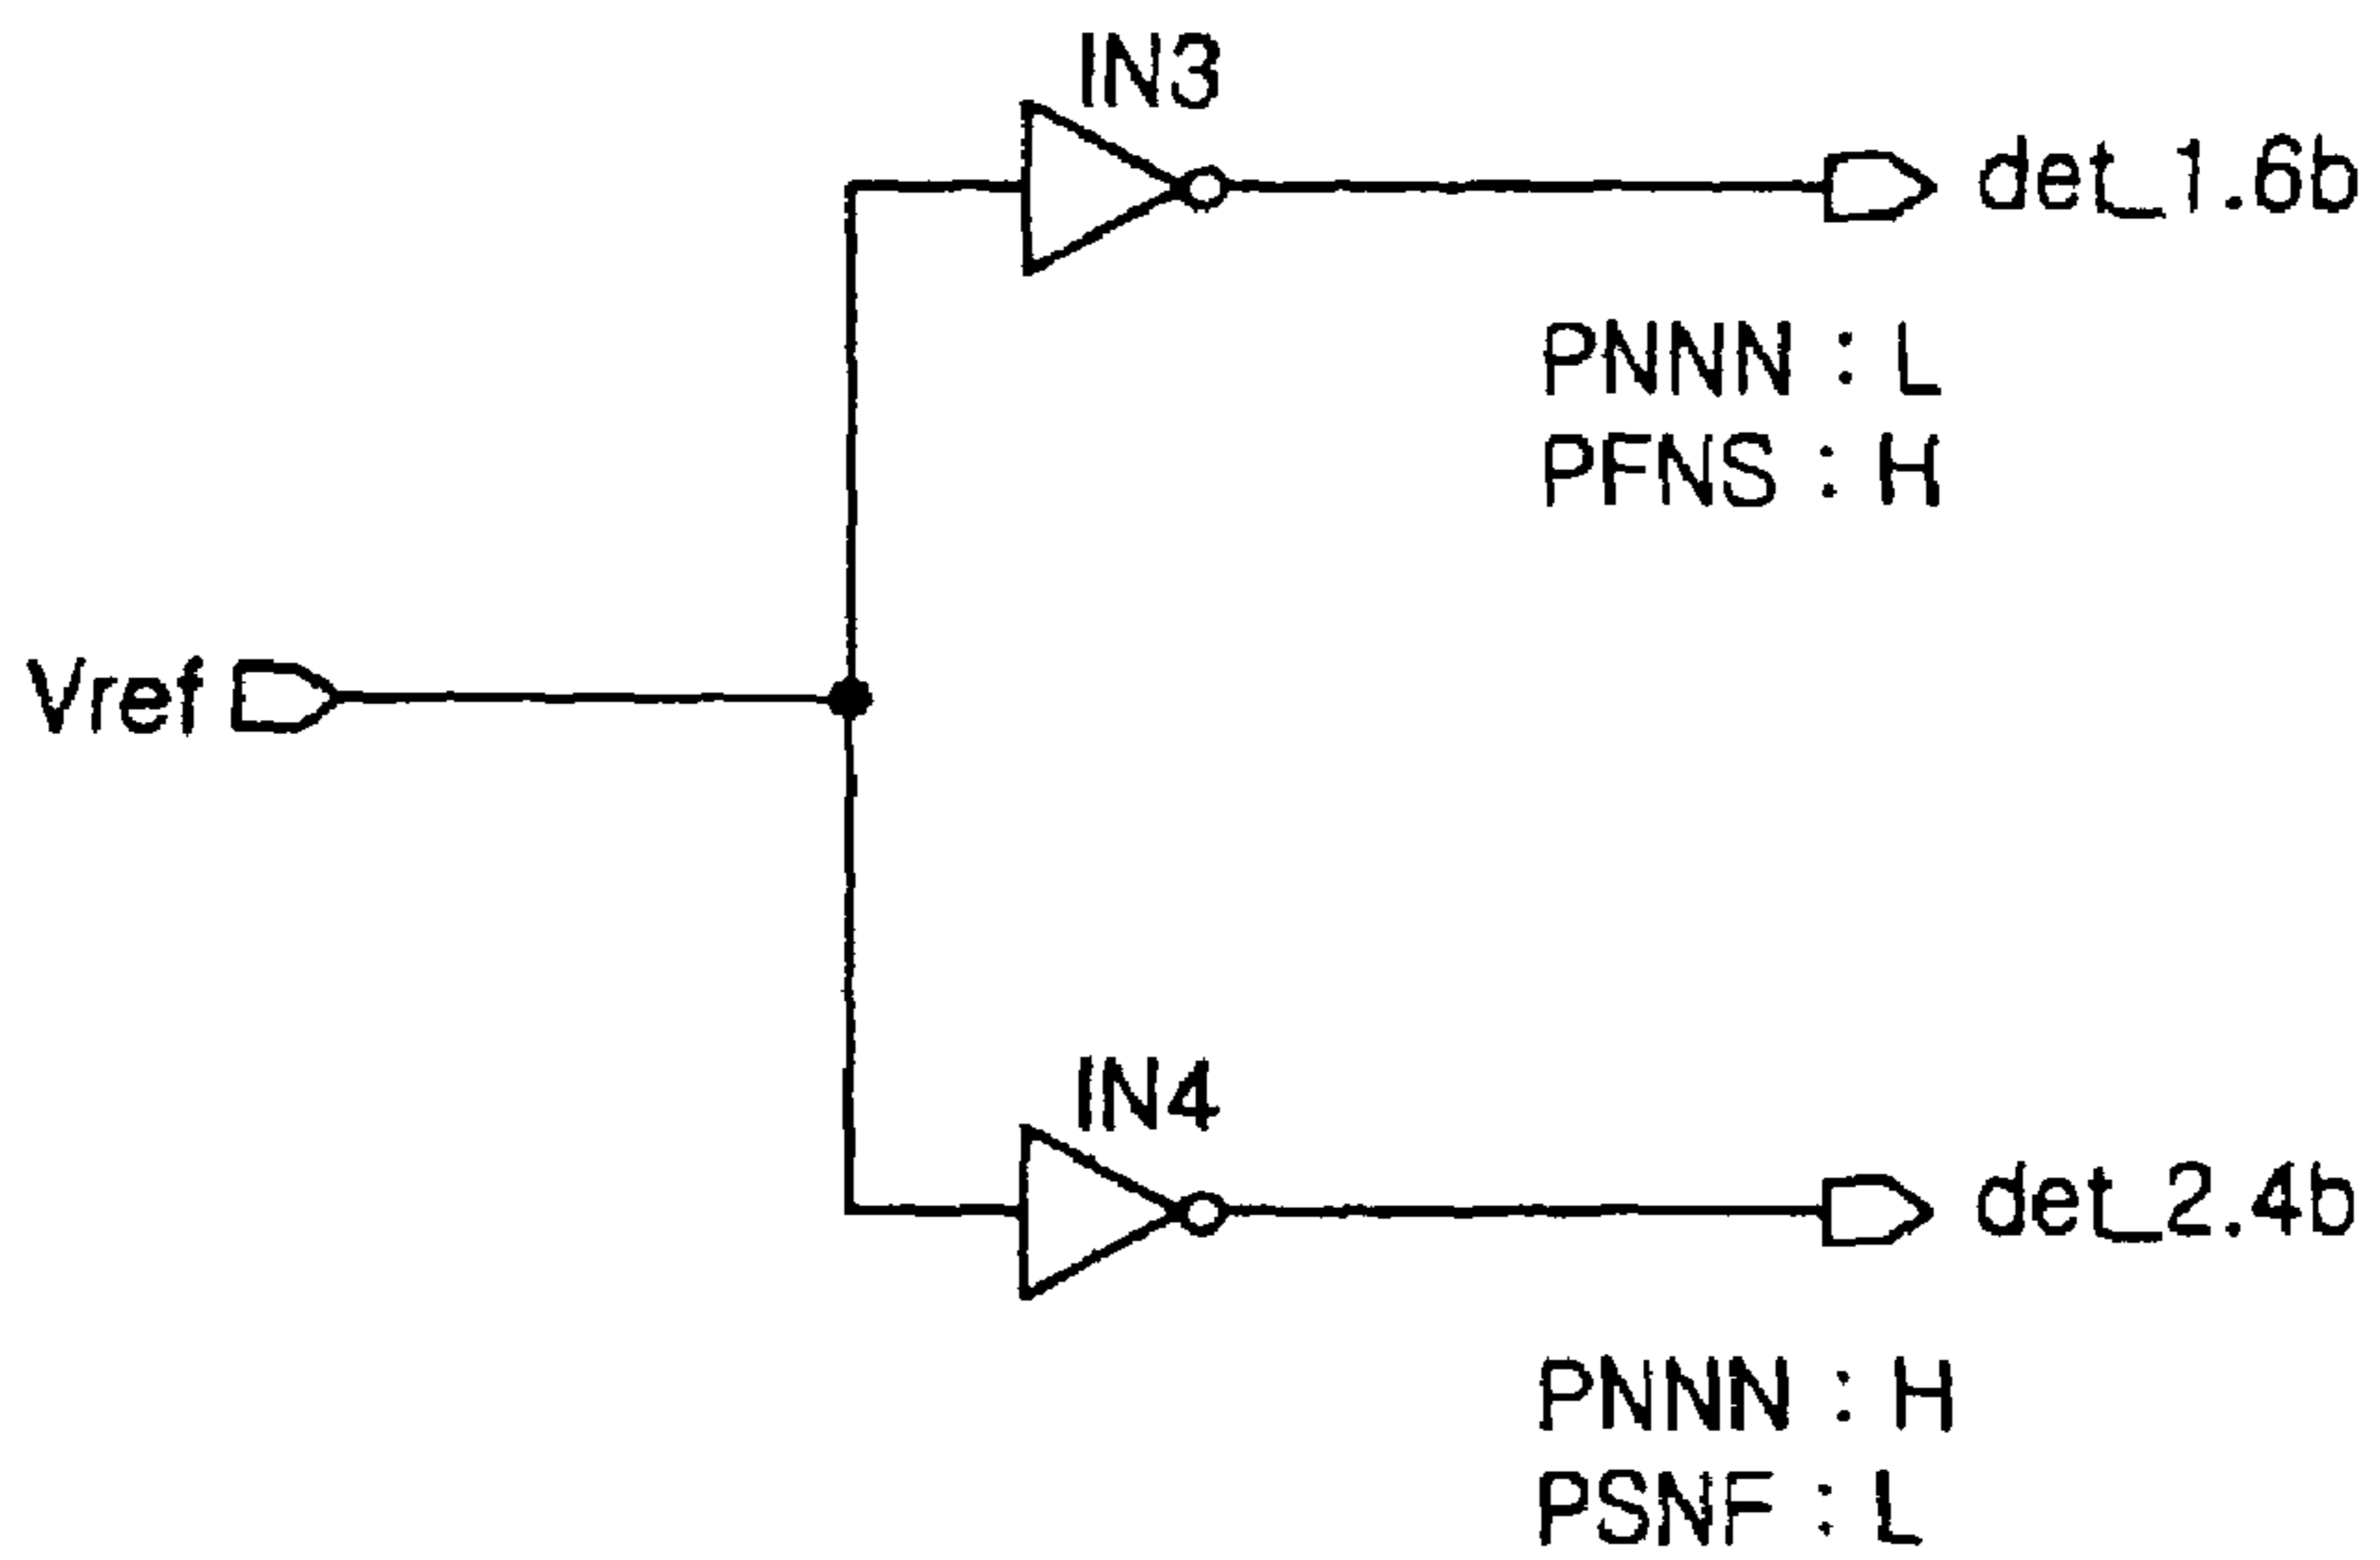 IN3
det_1.6b
PNNN : L
PFNS : H
Vref
IN4
det_2.4b
PNNN : H
PSNF : L